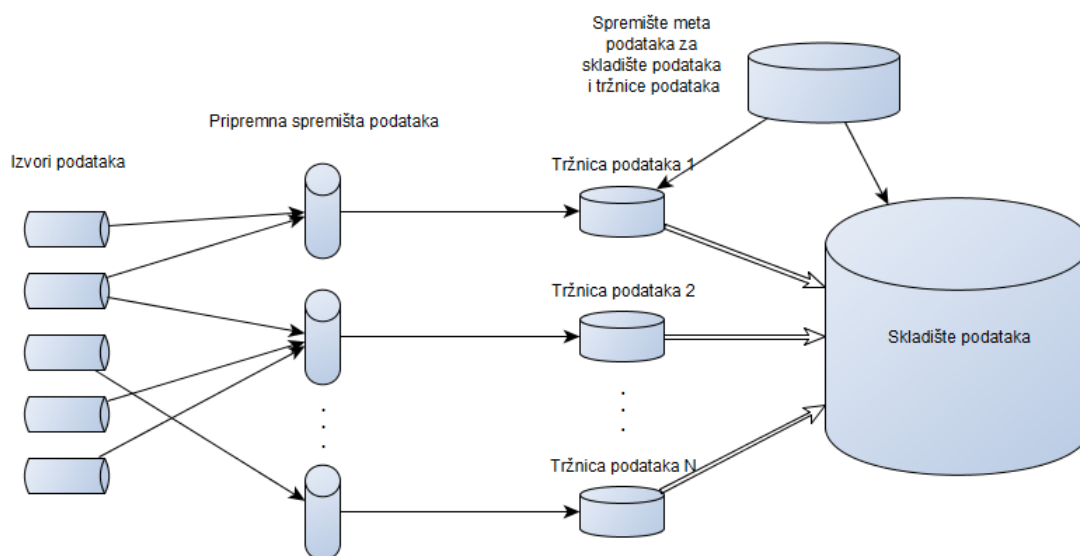 Spremište meta
podataka za
skladište podataka
i tržnice podataka
Pripremna spremišta podataka
Izvori podataka
Tržnica podataka 1
Tržnica podataka 2
Skladište podataka
Tržnica podataka N